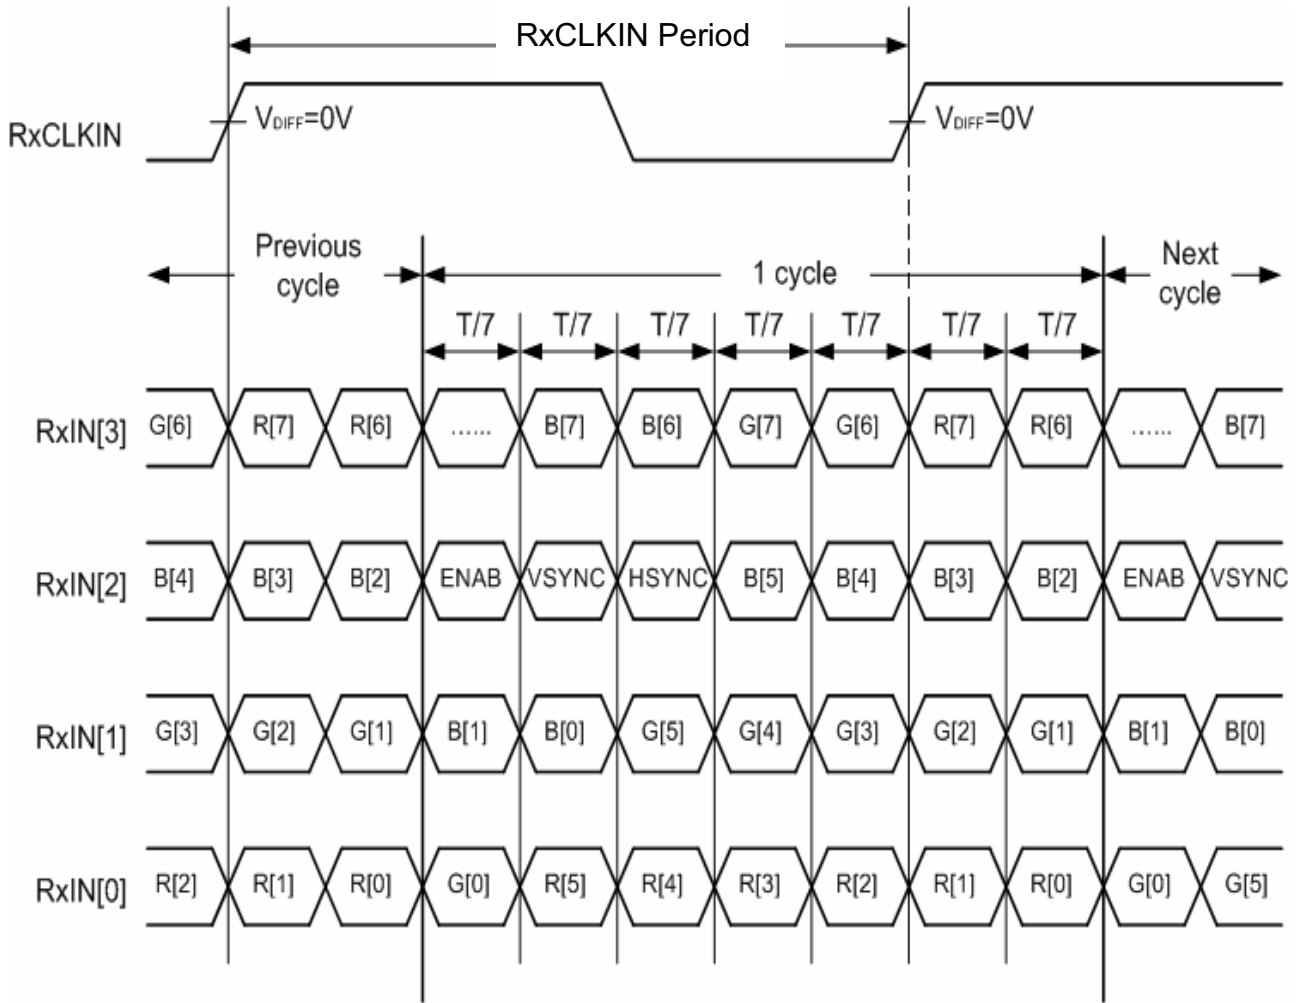 RxCLKIN Period
RxCLKIN
VDIFF=0V
VDIFF=0V
Previous
cycle
1 cycle
Next
cycle
T/7 T/7 T/7 T/7 T/7 T/7 T/7
RxIN[3] G[6] R[7] R[6] ...... B[7] B[6] G[7] G[6] R[7] R[6] ...... B[7]
RxIN[2] B[4] B[3] B[2] ENAB VSYNC HSYNC B[5] B[4] B[3] B[2] ENAB VSYNC
RxIN[1] G[3] G[2] G[1] B[1] B[0] G[5] G[4] G[3] G[2] G[1] B[1] B[0]
RxIN[0] R[2] R[1] R[0] G[0] R[5] R[4] R[3] R[2] R[1] R[0] G[0] G[5]